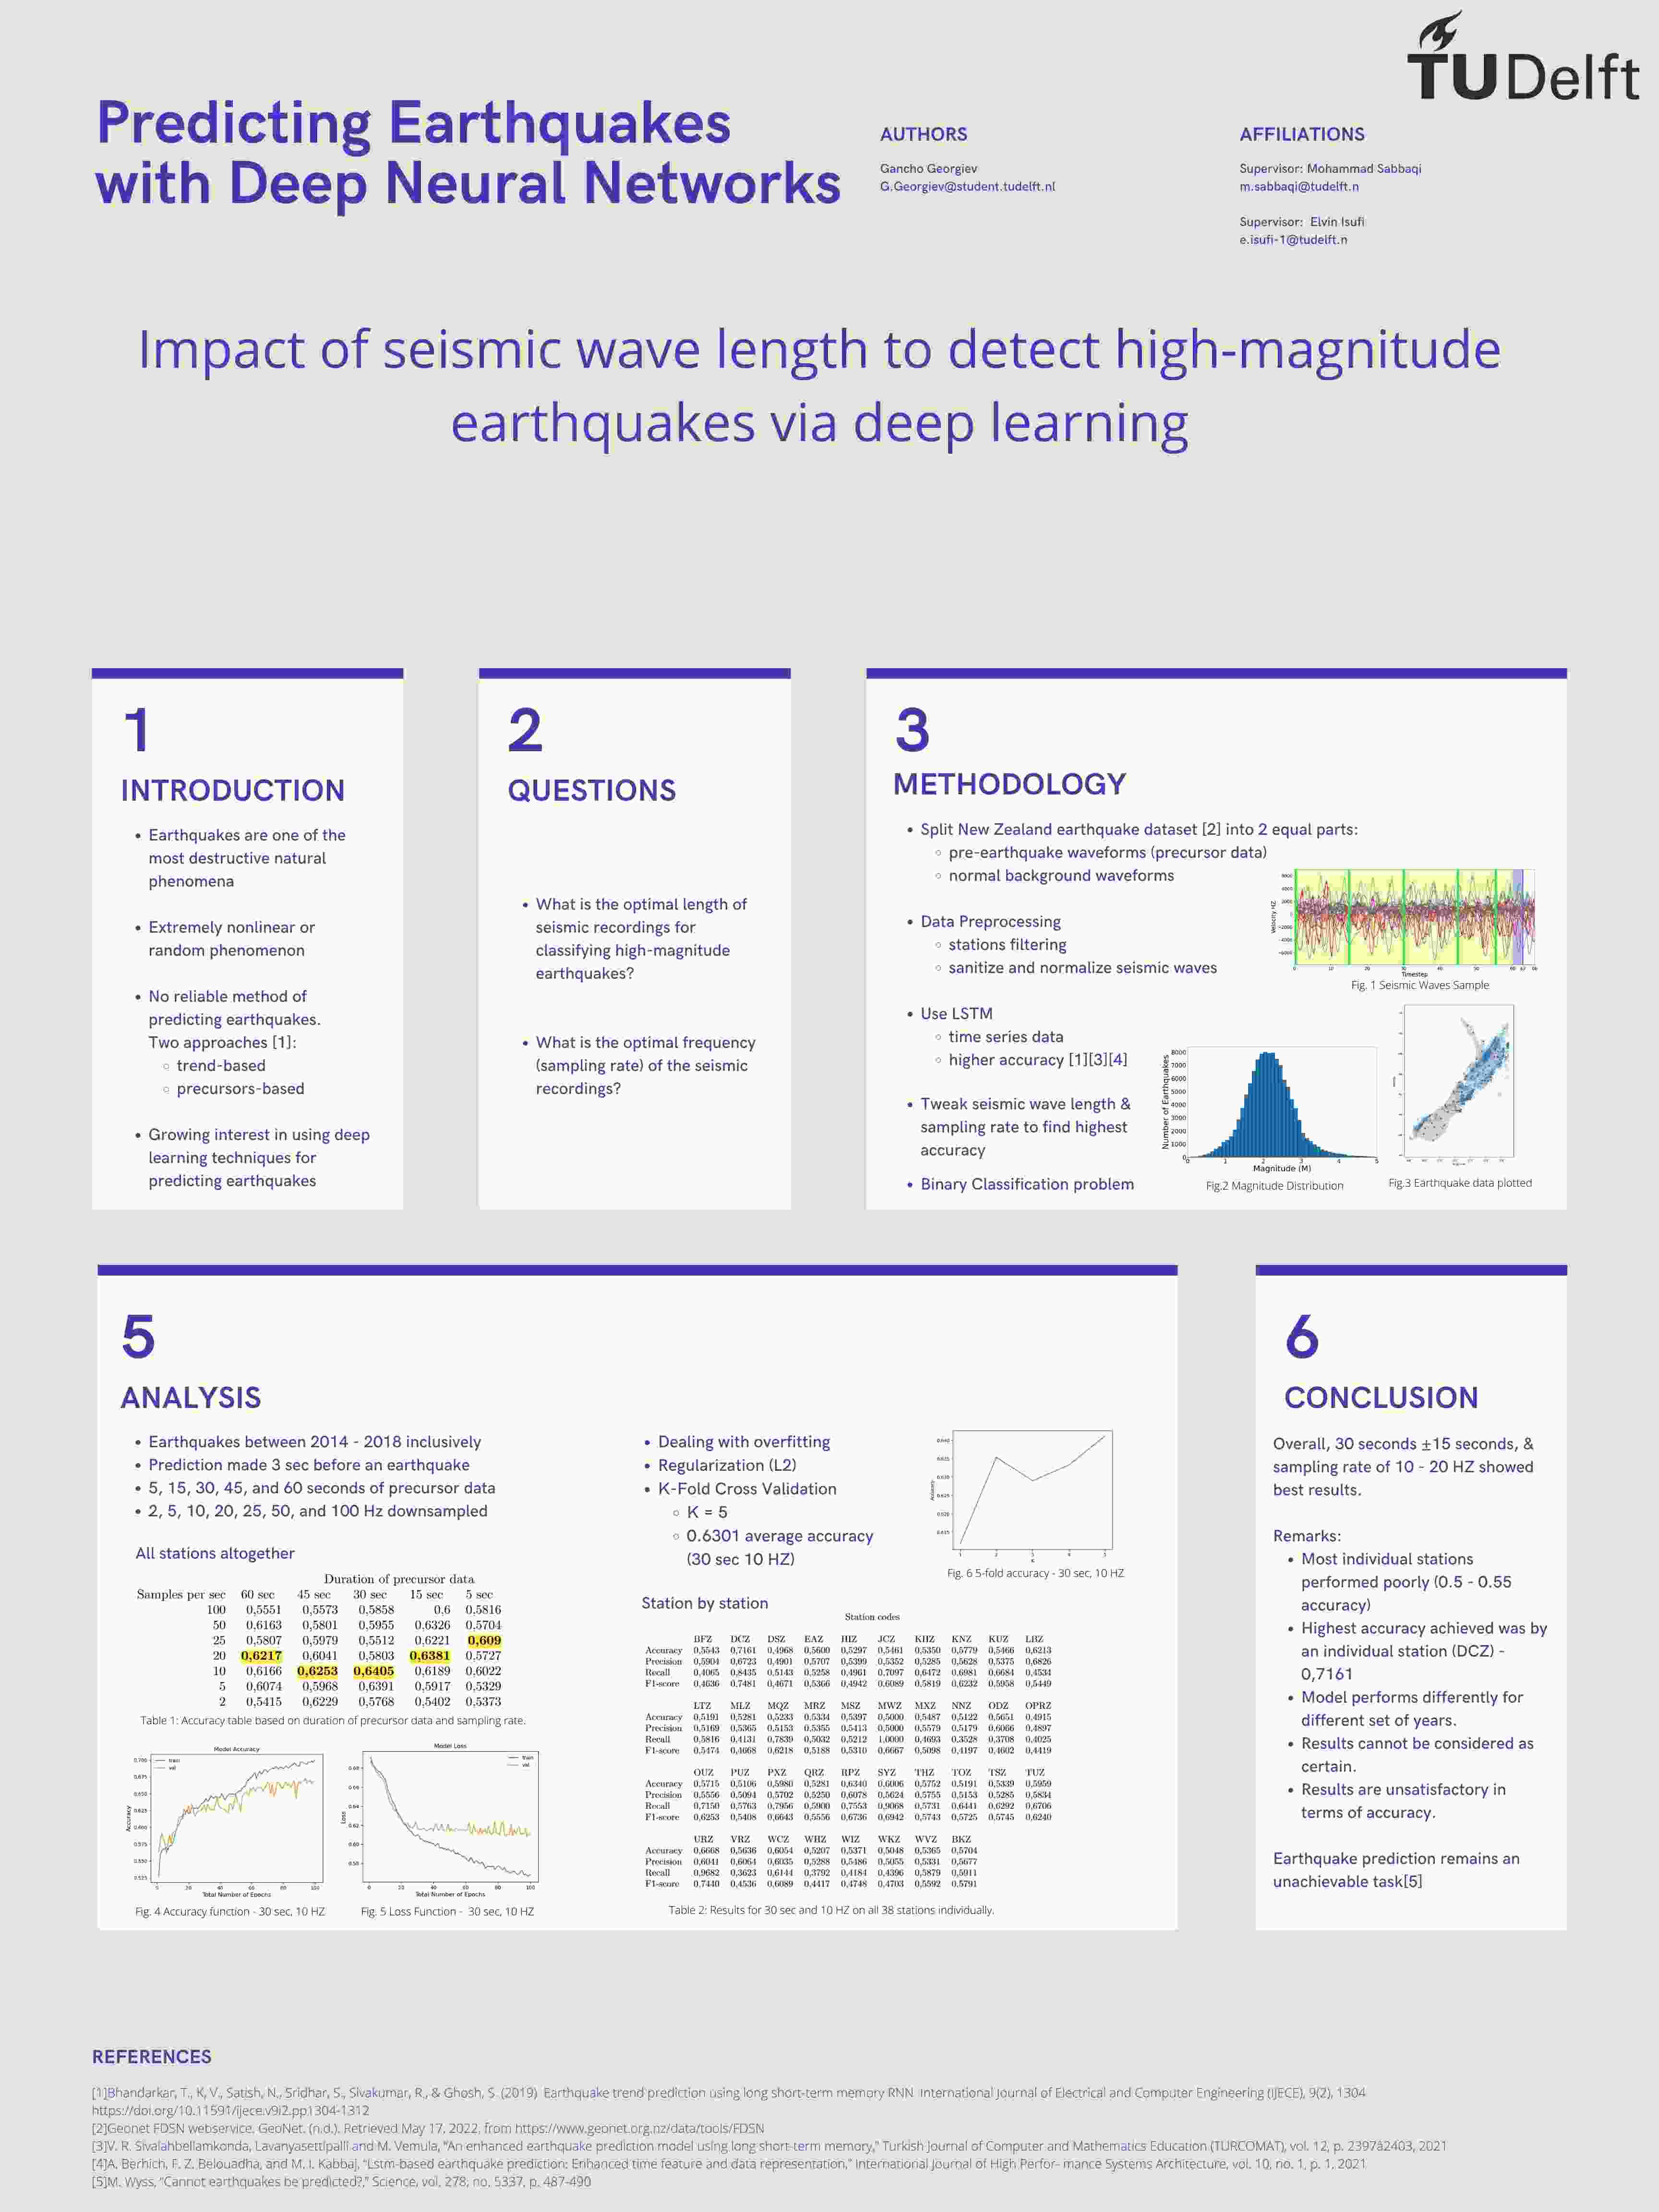 TUDelft
Predicting Earthquakes
with Deep Neural Networks
AUTHORS
Gancho Georgiev
G.Georgiev@student.tudelft.nl
AFFILIATIONS
Supervisor: Mohammad Sabbaqi
m.sabbaqi@tudelft.n
Supervisor: Elvin Isufi
e.isufi-1@tudelft.n
Impact of seismic wave length to detect high-magnitude
earthquakes via deep learning
1
INTRODUCTION
• Earthquakes are one of the
most destructive natural
phenomena
• Extremely nonlinear or
random phenomenon
• No reliable method of
predicting earthquakes.
Two approaches [1]:
◦ trend-based
◦ precursors-based
• Growing interest in using deep
learning techniques for
predicting earthquakes
2
QUESTIONS
• What is the optimal length of
seismic recordings for
classifying high-magnitude
earthquakes?
• What is the optimal frequency
(sampling rate) of the seismic
recordings?
3
METHODOLOGY
• Split New Zealand earthquake dataset [2] into 2 equal parts:
◦ pre-earthquake waveforms (precursor data)
◦ normal background waveforms
• Data Preprocessing
◦ stations filtering
◦ sanitize and normalize seismic waves
• Use LSTM
◦ time series data
◦ higher accuracy [1][3][4]
• Tweak seismic wave length &
sampling rate to find highest
accuracy
• Binary Classification problem
Velocity HZ
Timestep
Fig. 1 Seismic Waves Sample
Number of Earthquakes
8000
7000
6000
5000
4000
3000
2000
1000
0
0 1 2 3 4 5
Magnitude (M)
Fig.2 Magnitude Distribution
Fig.3 Earthquake data plotted
5
ANALYSIS
• Earthquakes between 2014 - 2018 inclusively
• Prediction made 3 sec before an earthquake
• 5, 15, 30, 45, and 60 seconds of precursor data
• 2, 5, 10, 20, 25, 50, and 100 Hz downsampled
All stations altogether
Duration of precursor data
Samples per sec 60 sec 45 sec 30 sec 15 sec 5 sec
100 0,5551 0,5573 0,5858 0.6 0,5816
50 0,6163 0,5801 0,5955 0,6326 0,5704
25 0,5807 0,5979 0,5512 0,6221 0,609
20 0,6217 0,6041 0,5803 0,6381 0,5727
10 0,6166 0,6253 0,6405 0,6189 0,6022
5 0,6074 0,5968 0,6391 0,5917 0,5329
2 0,5415 0,6229 0,5768 0,5402 0,5373
Table 1: Accuracy table based on duration of precursor data and sampling rate.
Model Accuracy
train
val
Accuracy
Total Number of Epochs
Fig. 4 Accuracy function - 30 sec, 10 HZ
Model Loss
train
val
Loss
Total Number of Epochs
Fig. 5 Loss Function - 30 sec, 10 HZ
• Dealing with overfitting
• Regularization (L2)
• K-Fold Cross Validation
◦ K = 5
◦ 0.6301 average accuracy
(30 sec 10 HZ)
Accuracy
Fig. 6 5-fold accuracy - 30 sec, 10 HZ
Station by station
Station codes
BFZ DCZ DSZ EAZ HIZ JCZ KHZ KNZ KUZ LBZ
Accuracy 0,5543 0,7161 0,4968 0,5600 0,5297 0,5461 0,5350 0,5779 0,5466 0,6213
Precision 0,5904 0,6723 0,4901 0,5707 0,5399 0,5352 0,5285 0,5628 0,5375 0,6826
Recall 0,4065 0,8435 0,5143 0,5258 0,4961 0,7097 0,6472 0,6981 0,6684 0,4534
F1-score 0,4636 0,7481 0,4671 0,5366 0,4942 0,6089 0,5819 0,6232 0,5958 0,5449
LTZ MLZ MQZ MRZ MSZ MWZ MXZ NNZ ODZ OPRZ
Accuracy 0,5191 0,5281 0,5233 0,5334 0,5397 0,5000 0,5487 0,5122 0,5651 0,4915
Precision 0,5169 0,5365 0,5153 0,5355 0,5413 0,5000 0,5579 0,5179 0,6066 0,4897
Recall 0,5816 0,4131 0,7839 0,5032 0,5212 1,0000 0,4693 0,3528 0,3708 0,4025
F1-score 0,5474 0,4668 0,6218 0,5188 0,5310 0,6667 0,5098 0,4197 0,4602 0,4419
OUZ PUZ PXZ QRZ RPZ SYZ THZ TOZ TSZ TUZ
Accuracy 0,5715 0,5106 0,5980 0,5281 0,6340 0,6006 0,5752 0,5191 0,5339 0,5959
Precision 0,5556 0,5094 0,5702 0,5250 0,6078 0,5624 0,5755 0,5153 0,5285 0,5834
Recall 0,7150 0,5763 0,7956 0,5900 0,7553 0,9068 0,5731 0,6441 0,6292 0,6706
F1-score 0,6253 0,5408 0,6643 0,5556 0,6736 0,6942 0,5743 0,5725 0,5745 0,6240
URZ VRZ WCZ WHZ WIZ WKZ WVZ BKZ
Accuracy 0,6668 0,5636 0,6054 0,5207 0,5371 0,5048 0,5365 0,5704
Precision 0,6041 0,6064 0,6035 0,5288 0,5486 0,5055 0,5331 0,5677
Recall 0,9682 0,3623 0,6144 0,3792 0,4184 0,4396 0,5879 0,5911
F1-score 0,7440 0,4536 0,6089 0,4417 0,4748 0,4703 0,5592 0,5791
Table 2: Results for 30 sec and 10 HZ on all 38 stations individually.
6
CONCLUSION
Overall, 30 seconds ±15 seconds, &
sampling rate of 10 - 20 HZ showed
best results.
Remarks:
• Most individual stations
performed poorly (0.5 - 0.55
accuracy)
• Highest accuracy achieved was by
an individual station (DCZ) -
0,7161
• Model performs differently for
different set of years.
• Results cannot be considered as
certain.
• Results are unsatisfactory in
terms of accuracy.
Earthquake prediction remains an
unachievable task[5]
REFERENCES
[1]Bhandarkar, T., K, V., Satish, N., Sridhar, S., Sivakumar, R., & Ghosh, S. (2019) Earthquake trend prediction using long short-term memory RNN International Journal of Electrical and Computer Engineering (IJECE), 9(2), 1304
https://doi.org/10.11591/ijece.v9i2.pp1304-1312
[2]Geonet FDSN webservice. GeoNet. (n.d.). Retrieved May 17, 2022, from https://www.geonet.org.nz/data/tools/FDSN
[3]V. R. Sivalahbellamkonda, Lavanyasettipalli and M. Vemula, "An enhanced earthquake prediction model using long short-term memory," Turkish Journal of Computer and Mathematics Education (TURCOMAT), vol. 12, p. 2397â2403, 2021
[4]A. Berhich, F. Z. Belouadha, and M. I. Kabbaj, "Lstm-based earthquake prediction: Enhanced time feature and data representation," International Journal of High Perfor- mance Systems Architecture, vol. 10, no. 1, p. 1, 2021
[5]M. Wyss, "Cannot earthquakes be predicted?," Science, vol. 278, no. 5337, p. 487-490